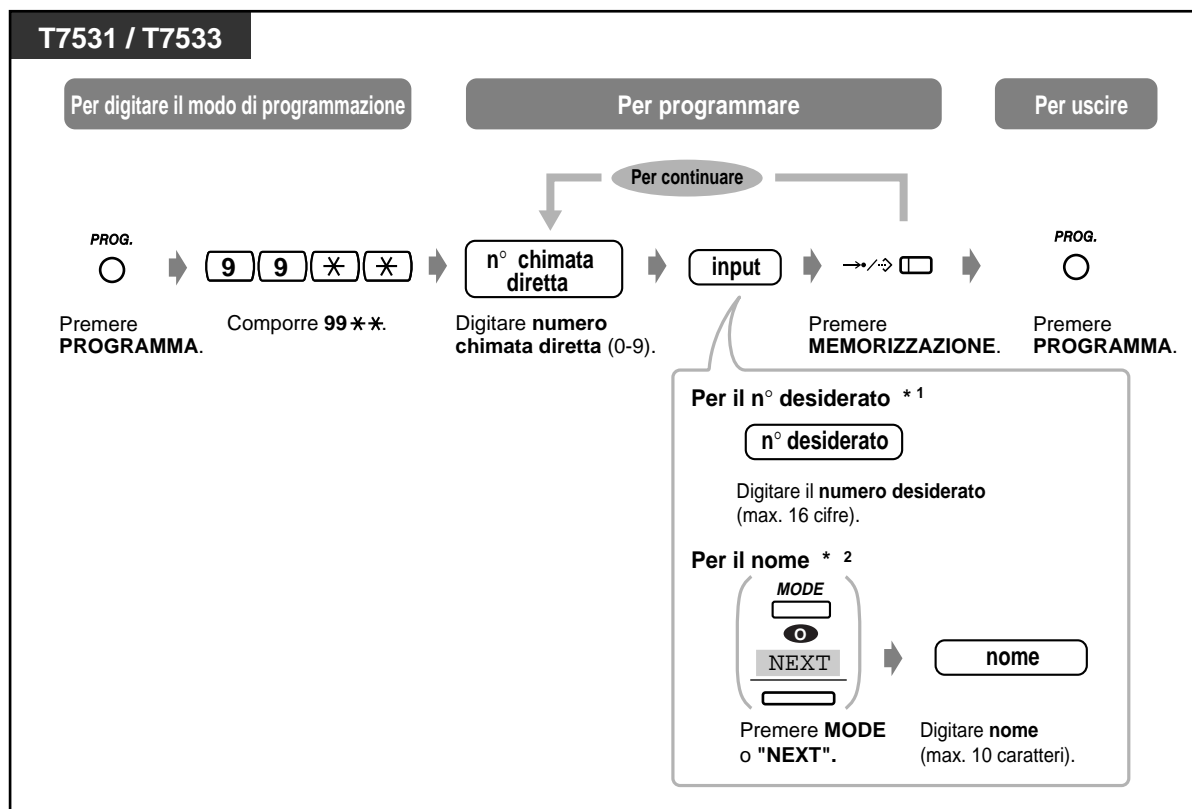 T7531 / T7533
Per digitare il modo di programmazione
Per programmare
Per uscire
Per continuare
PROG.
9 9 * *
n° chimata
diretta
input
PROG.
Premere
PROGRAMMA.
Comporre 99**.
Digitare numero
chimata diretta (0-9).
Premere
MEMORIZZAZIONE.
Premere
PROGRAMMA.
Per il n° desiderato *1
n° desiderato
Digitare il numero desiderato
(max. 16 cifre).
Per il nome *2
MODE
O
NEXT
nome
Premere MODE
o "NEXT".
Digitare nome
(max. 10 caratteri).